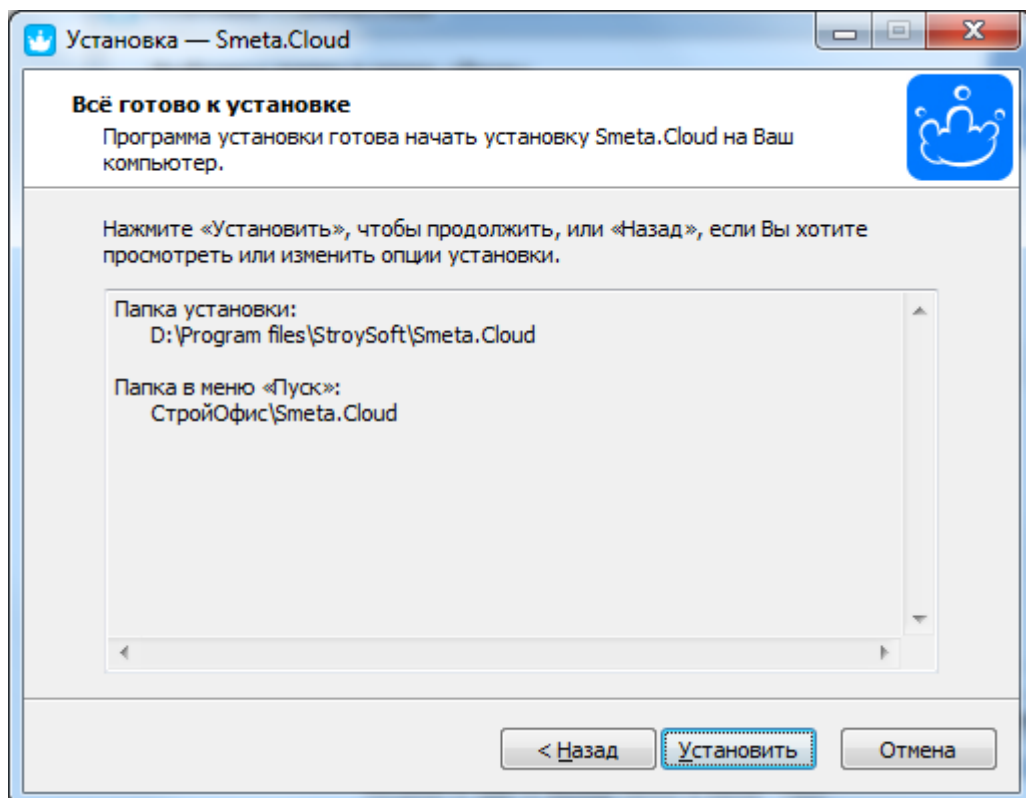 Установка — Smeta.Cloud
Всё готово к установке
Программа установки готова начать установку Smeta.Cloud на Ваш
компьютер.
Нажмите «Установить», чтобы продолжить, или «Назад», если Вы хотите
просмотреть или изменить опции установки.
Папка установки:
D:\Program files\StroySoft\Smeta.Cloud
Папка в меню «Пуск»:
СтройОфис\Smeta.Cloud
< Назад
Установить
Отмена